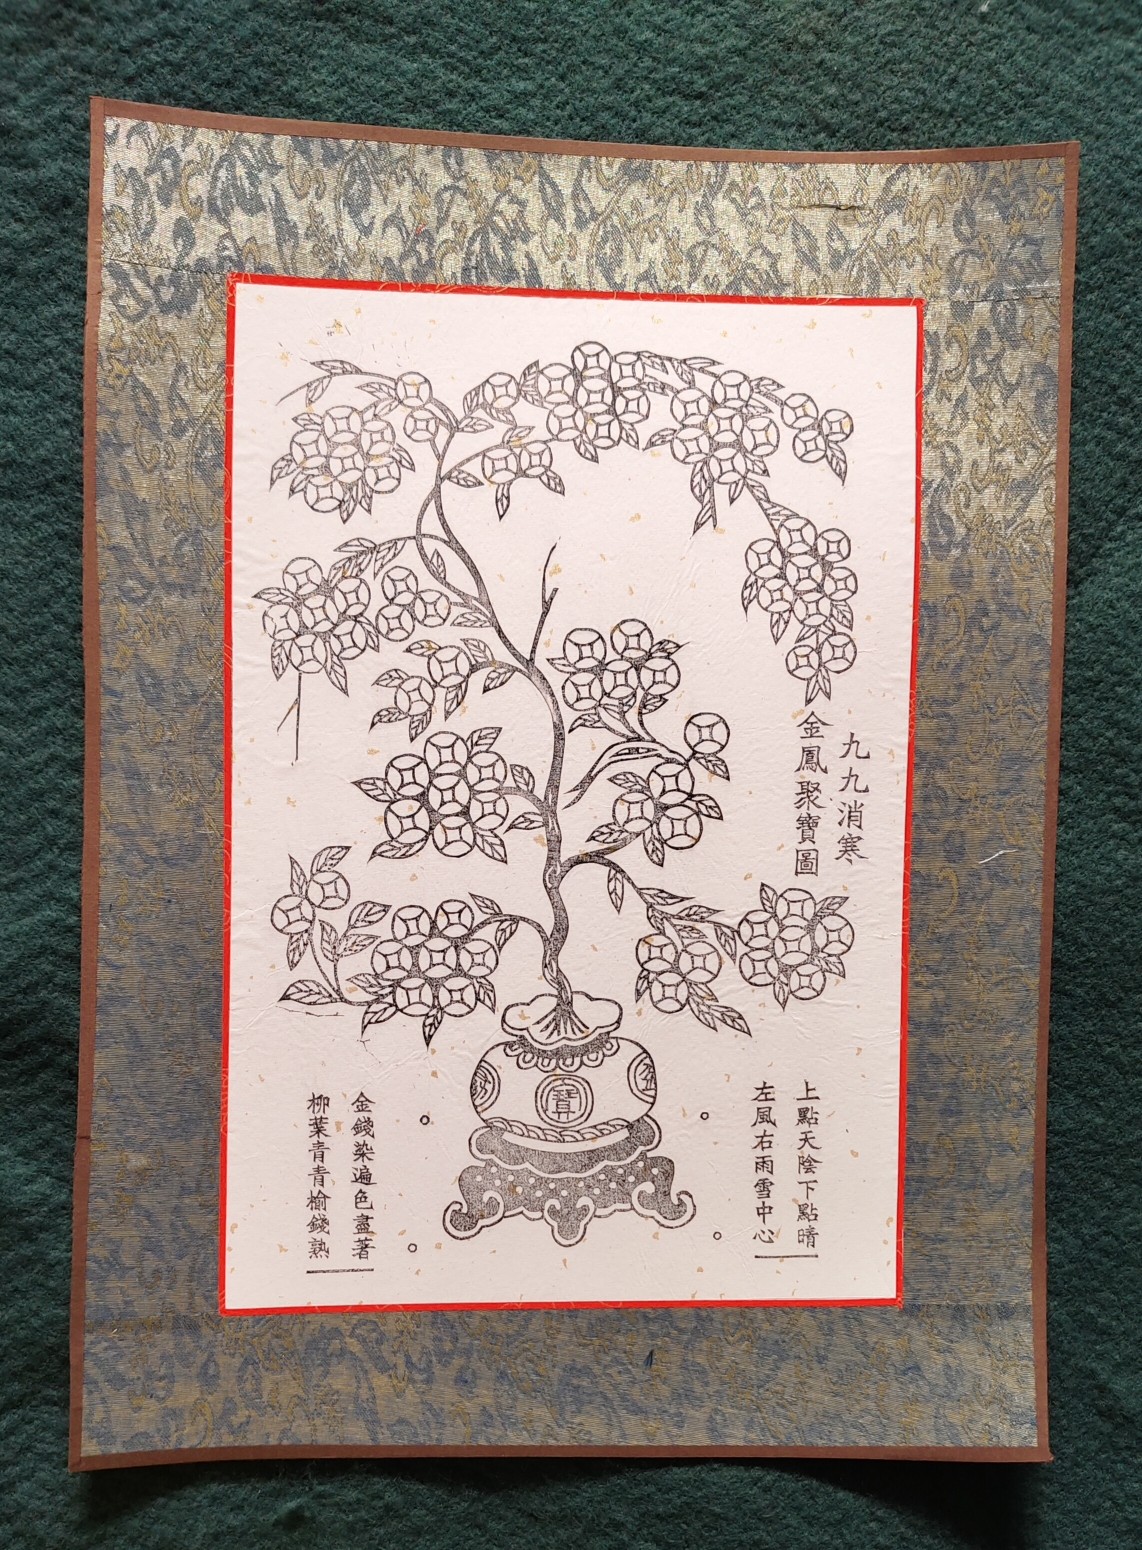 九九消寒
金鳳聚寶圖
上點天陰下點晴
左風右雨雪中心
金錢染遍色盡著
柳葉青青榆錢熟
寶